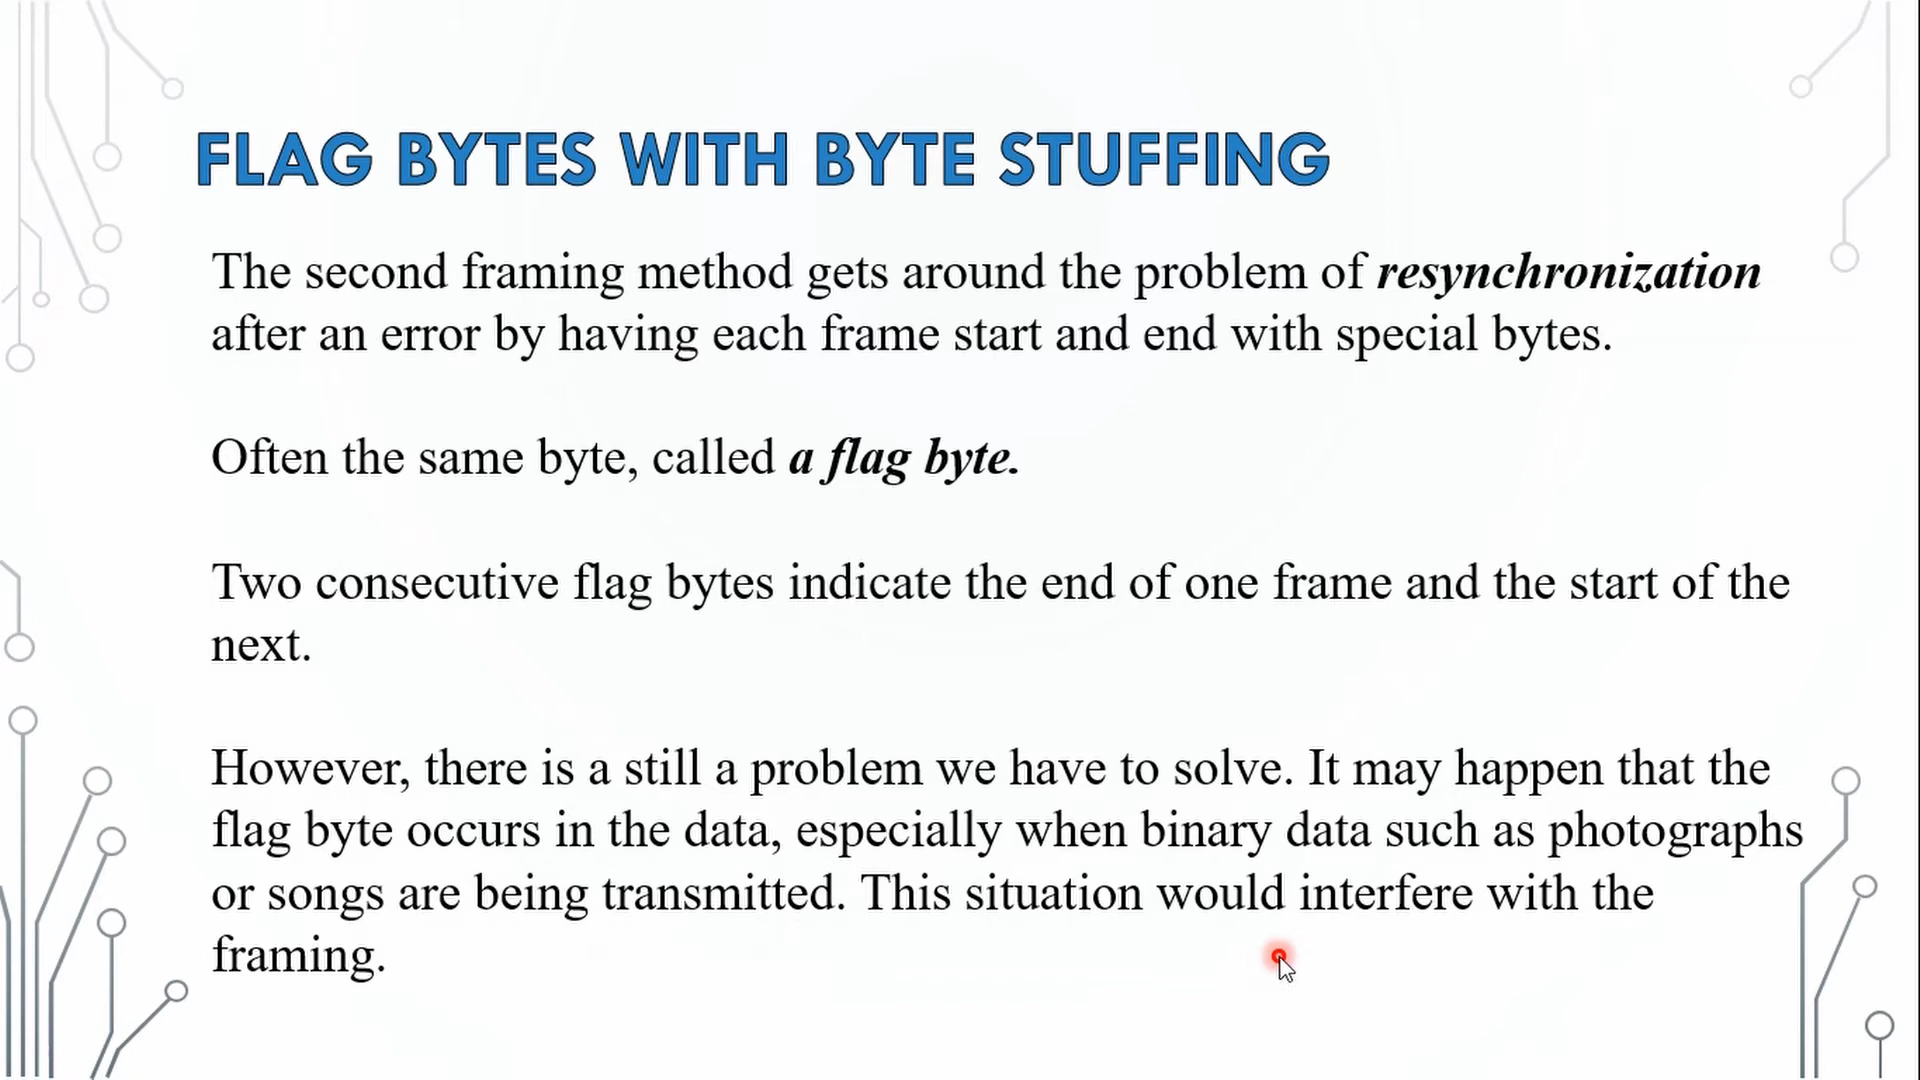 FLAG BYTES WITH BYTE STUFFING
The second framing method gets around the problem of resynchronization
after an error by having each frame start and end with special bytes.
Often the same byte, called a flag byte.
Two consecutive flag bytes indicate the end of one frame and the start of the
next.
However, there is a still a problem we have to solve. It may happen that the
flag byte occurs in the data, especially when binary data such as photographs
or songs are being transmitted. This situation would interfere with the
framing.